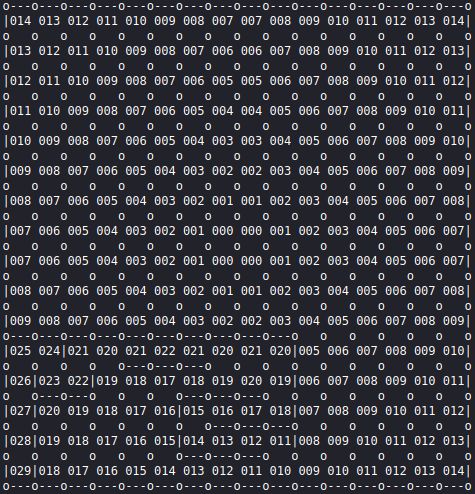 o---o---o---o---o---o---o---o---o---o---o---o---o---o---o---o---o
|014 013 012 011 010 009 008 007 007 008 009 010 011 012 013 014|
o   o   o   o   o   o   o   o   o   o   o   o   o   o   o   o   o
|013 012 011 010 009 008 007 006 006 007 008 009 010 011 012 013|
o   o   o   o   o   o   o   o   o   o   o   o   o   o   o   o   o
|012 011 010 009 008 007 006 005 005 006 007 008 009 010 011 012|
o   o   o   o   o   o   o   o   o   o   o   o   o   o   o   o   o
|011 010 009 008 007 006 005 004 004 005 006 007 008 009 010 011|
o   o   o   o   o   o   o   o   o   o   o   o   o   o   o   o   o
|010 009 008 007 006 005 004 003 003 004 005 006 007 008 009 010|
o   o   o   o   o   o   o   o   o   o   o   o   o   o   o   o   o
|009 008 007 006 005 004 003 002 002 003 004 005 006 007 008 009|
o   o   o   o   o   o   o   o   o   o   o   o   o   o   o   o   o
|008 007 006 005 004 003 002 001 001 002 003 004 005 006 007 008|
o   o   o   o   o   o   o   o   o   o   o   o   o   o   o   o   o
|007 006 005 004 003 002 001 000 000 001 002 003 004 005 006 007|
o   o   o   o   o   o   o   o   o   o   o   o   o   o   o   o   o
|007 006 005 004 003 002 001 000 000 001 002 003 004 005 006 007|
o   o   o   o   o   o   o   o   o   o   o   o   o   o   o   o   o
|008 007 006 005 004 003 002 001 001 002 003 004 005 006 007 008|
o   o   o   o   o   o   o   o   o   o   o   o   o   o   o   o   o
|009 008 007 006 005 004 003 002 002 003 004 005 006 007 008 009|
o---o---o---o---o---o---o---o---o---o---o   o   o   o   o   o   o
|025 024|021 020 021 022 021 020 021 020|005 006 007 008 009 010|
o   o   o   o   o---o---o---o   o   o   o   o   o   o   o   o   o
|026|023 022|019 018 017 018 019 020 019|006 007 008 009 010 011|
o   o---o---o   o   o   o   o   o   o   o   o   o   o   o   o   o
|027|020 019 018 017 016|015 016 017 018|007 008 009 010 011 012|
o   o   o   o   o   o   o   o---o---o---o   o   o   o   o   o   o
|028|019 018 017 016 015|014 013 012 011|008 009 010 011 012 013|
o   o   o   o   o   o   o---o---o---o   o   o   o   o   o   o   o
|029|018 017 016 015 014 013 012 011 010 009 010 011 012 013 014|
o---o---o---o---o---o---o---o---o---o---o---o---o---o---o---o---o